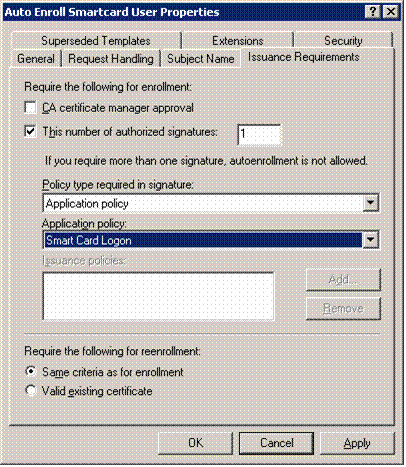 Auto Enroll Smartcard User Properties
Superseded Templates Extensions Security
General Request Handling Subject Name Issuance Requirements
Require the following for enrollment:
CA certificate manager approval
This number of authorized signatures: 1
If you require more than one signature, autoenrollment is not allowed.
Policy type required in signature:
Application policy
Application policy:
Smart Card Logon
Issuance policies:
Add...
Remove
Require the following for reenrollment:
Same criteria as for enrollment
Valid existing certificate
OK Cancel Apply